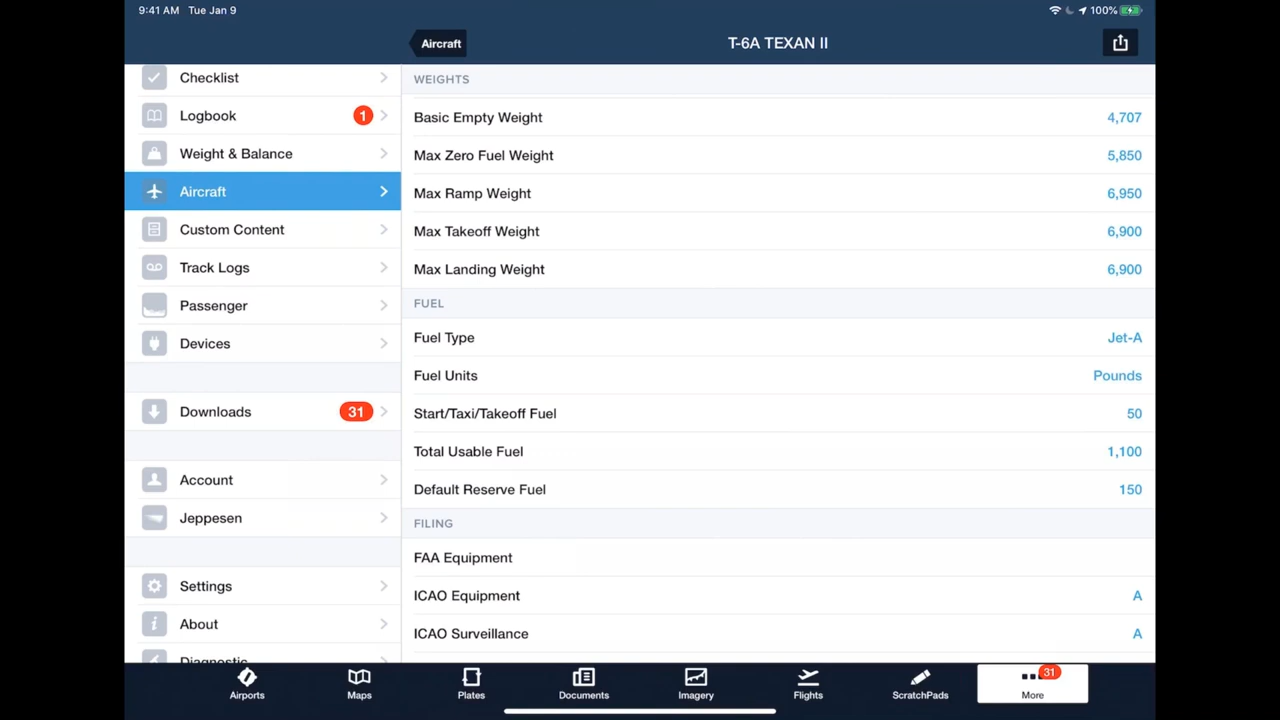 9:41 AM Tue Jan 9
100%
Aircraft
T-6A TEXAN II
Checklist
Logbook 1
Weight & Balance
Aircraft
Custom Content
Track Logs
Passenger
Devices
Downloads 31
Account
Jeppesen
Settings
About
Diagnostic
WEIGHTS
Basic Empty Weight 4,707
Max Zero Fuel Weight 5,850
Max Ramp Weight 6,950
Max Takeoff Weight 6,900
Max Landing Weight 6,900
FUEL
Fuel Type Jet-A
Fuel Units Pounds
Start/Taxi/Takeoff Fuel 50
Total Usable Fuel 1,100
Default Reserve Fuel 150
FILING
FAA Equipment
ICAO Equipment A
ICAO Surveillance A
Airports
Maps
Plates
Documents
Imagery
Flights
ScratchPads
31
More